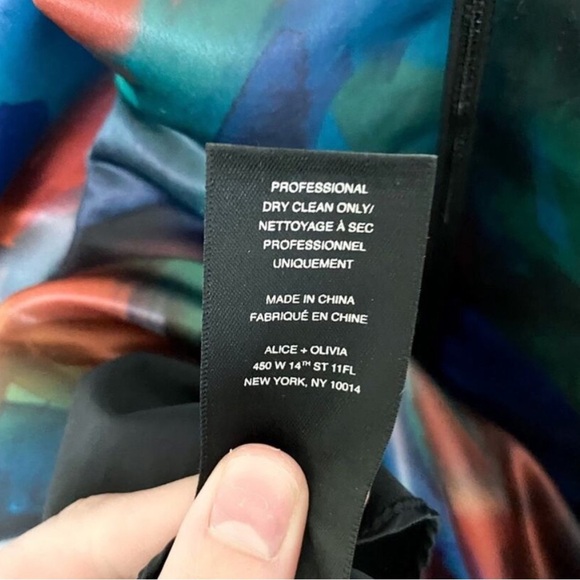 PROFESSIONAL
DRY CLEAN ONLY/
NETTOYAGE À SEC
PROFESSIONNEL
UNIQUEMENT
MADE IN CHINA
FABRIQUÉ EN CHINE
ALICE + OLIVIA
450 W 14TH ST 11FL
NEW YORK, NY 10014